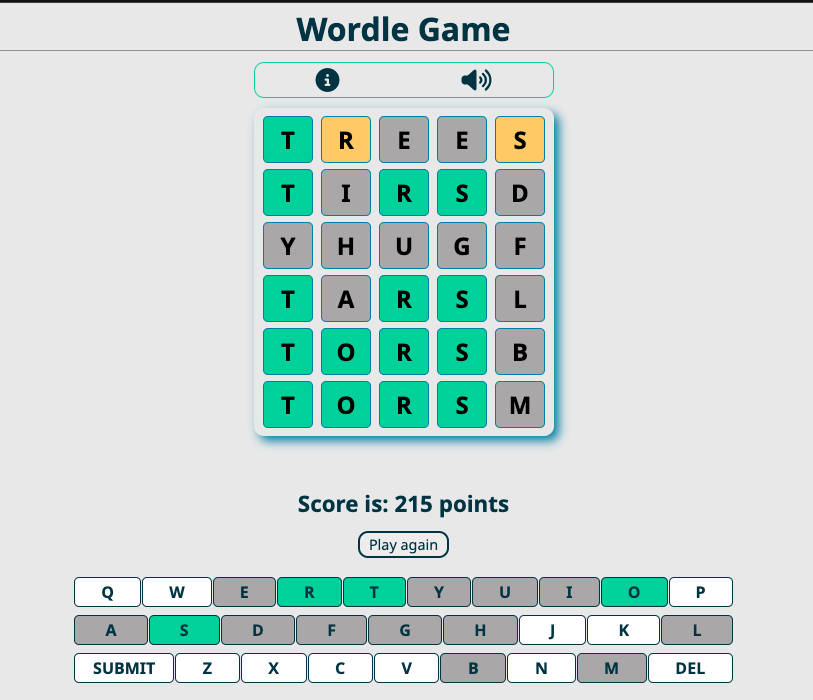 Wordle Game
T R E E S
T I R S D
Y H U G F
T A R S L
T O R S B
T O R S M
Score is: 215 points
Play again
Q W E R T Y U I O P
A S D F G H J K L
SUBMIT Z X C V B N M DEL